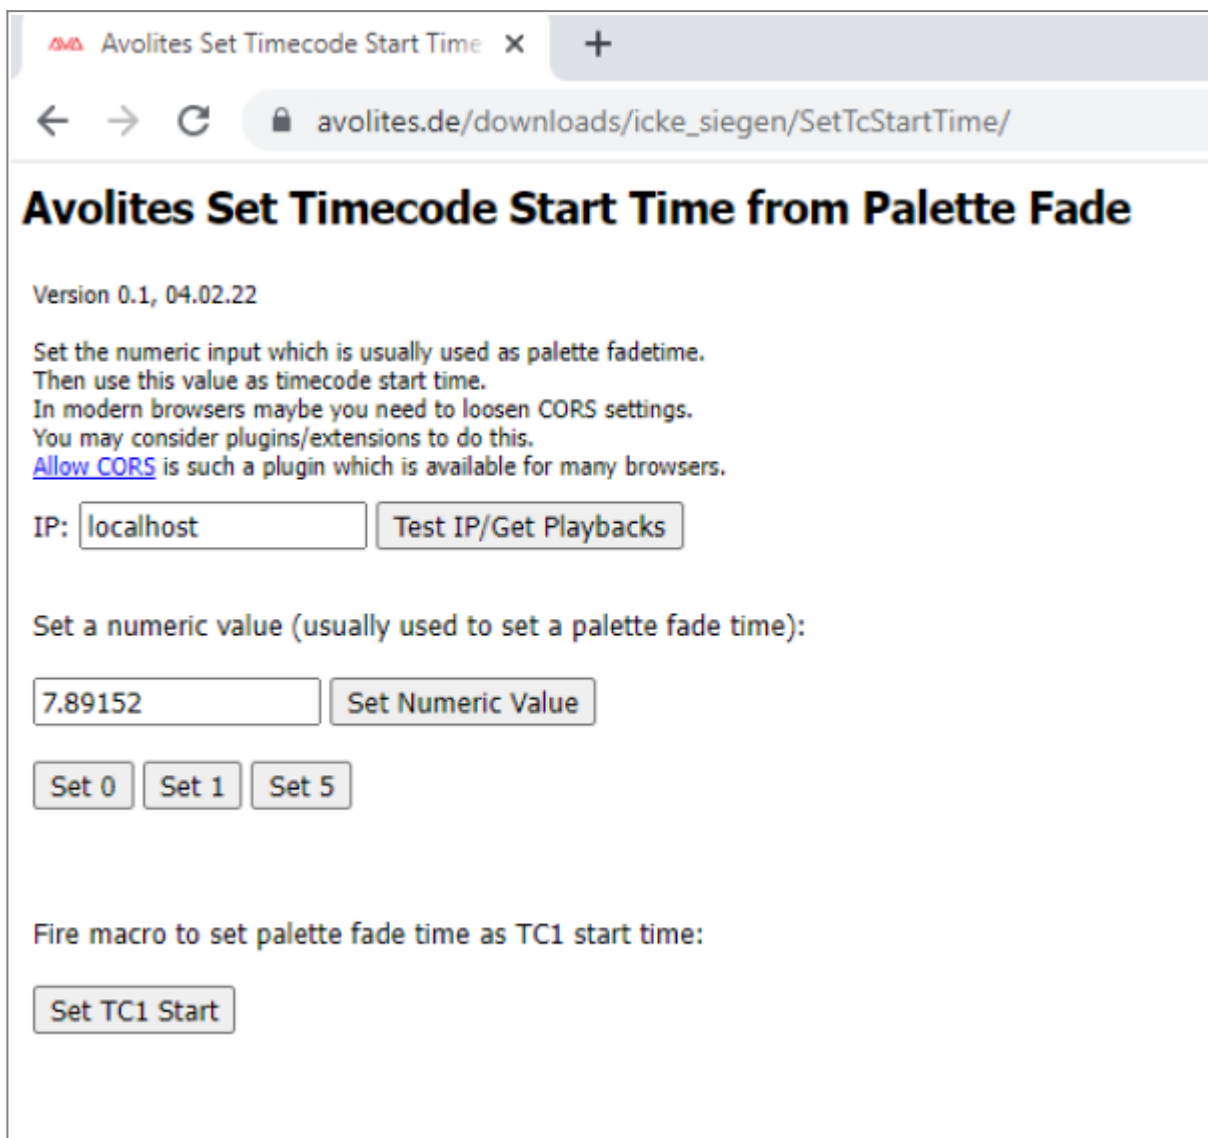 Avolites Set Timecode Start Time
avolites.de/downloads/icke_siegen/SetTcStartTime/
Avolites Set Timecode Start Time from Palette Fade
Version 0.1, 04.02.22
Set the numeric input which is usually used as palette fadetime.
Then use this value as timecode start time.
In modern browsers maybe you need to loosen CORS settings.
You may consider plugins/extensions to do this.
Allow CORS is such a plugin which is available for many browsers.
IP: localhost Test IP/Get Playbacks
Set a numeric value (usually used to set a palette fade time):
7.89152 Set Numeric Value
Set 0 Set 1 Set 5
Fire macro to set palette fade time as TC1 start time:
Set TC1 Start